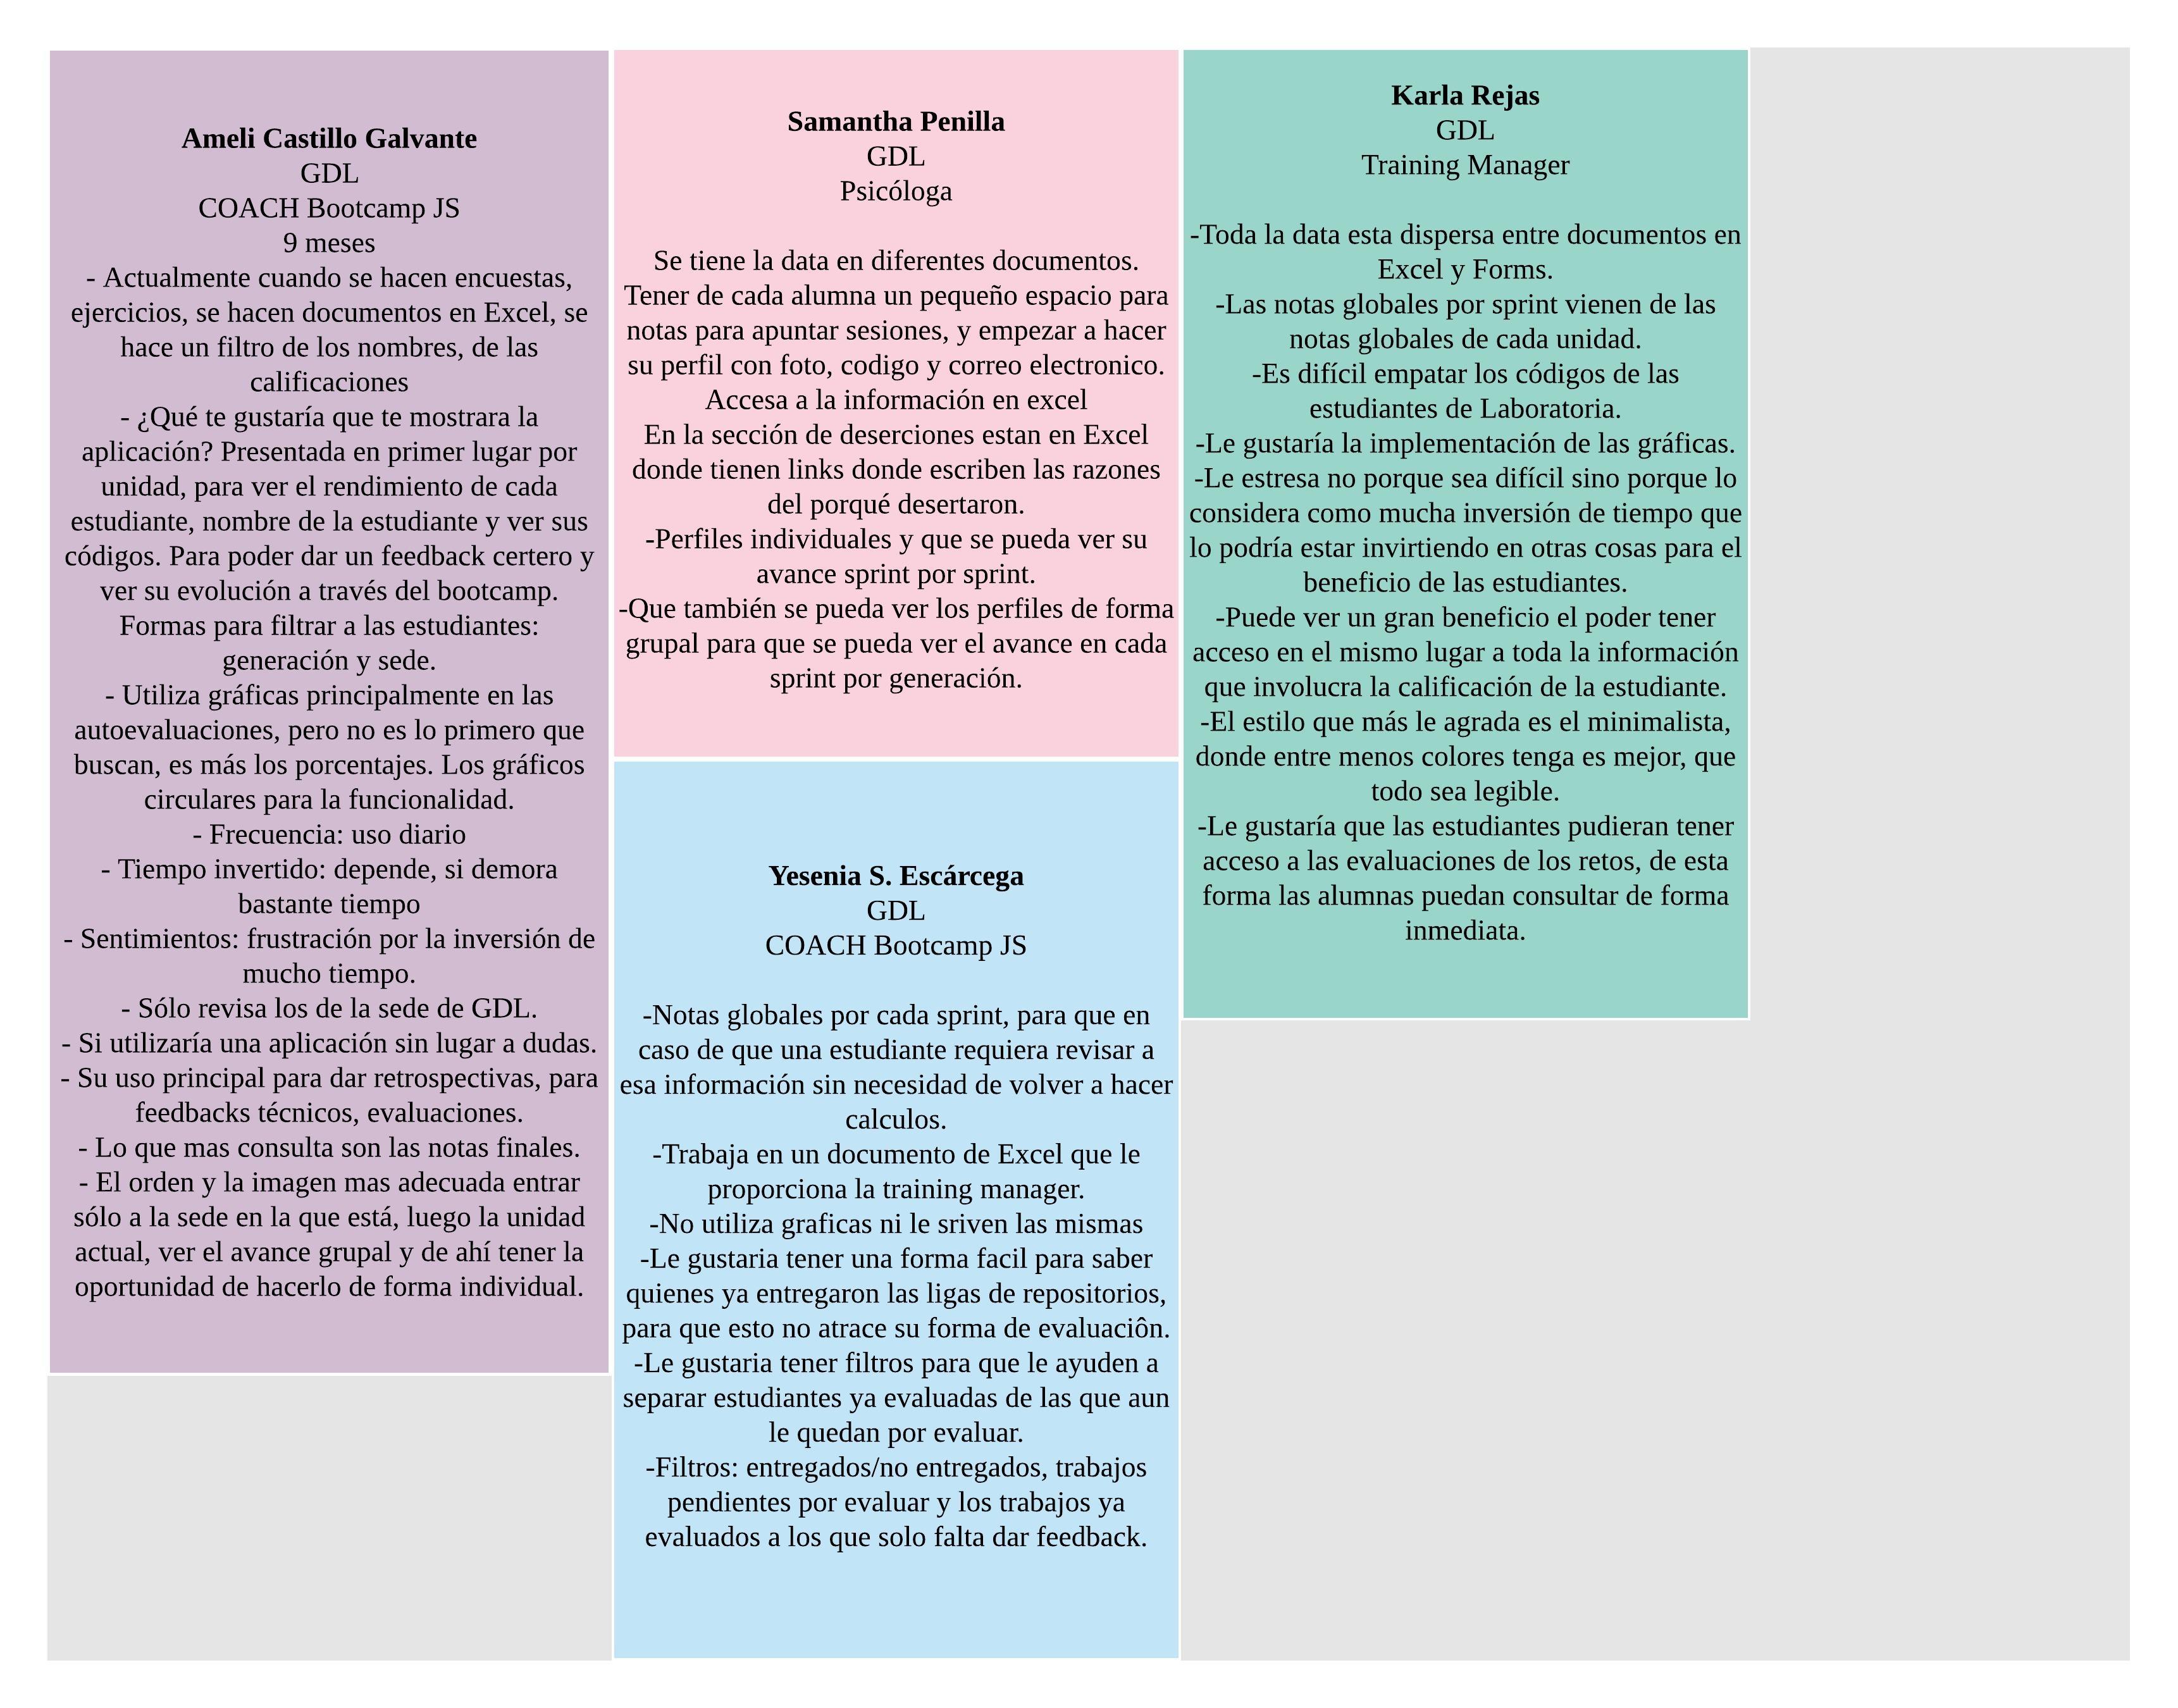 Ameli Castillo Galvante
GDL
COACH Bootcamp JS
9 meses
- Actualmente cuando se hacen encuestas,
ejercicios, se hacen documentos en Excel, se
hace un filtro de los nombres, de las
calificaciones
- ¿Qué te gustaría que te mostrara la
aplicación? Presentada en primer lugar por
unidad, para ver el rendimiento de cada
estudiante, nombre de la estudiante y ver sus
códigos. Para poder dar un feedback certero y
ver su evolución a través del bootcamp.
Formas para filtrar a las estudiantes:
generación y sede.
- Utiliza gráficas principalmente en las
autoevaluaciones, pero no es lo primero que
buscan, es más los porcentajes. Los gráficos
circulares para la funcionalidad.
- Frecuencia: uso diario
- Tiempo invertido: depende, si demora
bastante tiempo
- Sentimientos: frustración por la inversión de
mucho tiempo.
- Sólo revisa los de la sede de GDL.
- Si utilizaría una aplicación sin lugar a dudas.
- Su uso principal para dar retrospectivas, para
feedbacks técnicos, evaluaciones.
- Lo que mas consulta son las notas finales.
- El orden y la imagen mas adecuada entrar
sólo a la sede en la que está, luego la unidad
actual, ver el avance grupal y de ahí tener la
oportunidad de hacerlo de forma individual.
Samantha Penilla
GDL
Psicóloga
Se tiene la data en diferentes documentos.
Tener de cada alumna un pequeño espacio para
notas para apuntar sesiones, y empezar a hacer
su perfil con foto, codigo y correo electronico.
Accesa a la información en excel
En la sección de deserciones estan en Excel
donde tienen links donde escriben las razones
del porqué desertaron.
-Perfiles individuales y que se pueda ver su
avance sprint por sprint.
-Que también se pueda ver los perfiles de forma
grupal para que se pueda ver el avance en cada
sprint por generación.
Yesenia S. Escárcega
GDL
COACH Bootcamp JS
-Notas globales por cada sprint, para que en
caso de que una estudiante requiera revisar a
esa información sin necesidad de volver a hacer
calculos.
-Trabaja en un documento de Excel que le
proporciona la training manager.
-No utiliza graficas ni le sriven las mismas
-Le gustaria tener una forma facil para saber
quienes ya entregaron las ligas de repositorios,
para que esto no atrace su forma de evaluaciôn.
-Le gustaria tener filtros para que le ayuden a
separar estudiantes ya evaluadas de las que aun
le quedan por evaluar.
-Filtros: entregados/no entregados, trabajos
pendientes por evaluar y los trabajos ya
evaluados a los que solo falta dar feedback.
Karla Rejas
GDL
Training Manager
-Toda la data esta dispersa entre documentos en
Excel y Forms.
-Las notas globales por sprint vienen de las
notas globales de cada unidad.
-Es difícil empatar los códigos de las
estudiantes de Laboratoria.
-Le gustaría la implementación de las gráficas.
-Le estresa no porque sea difícil sino porque lo
considera como mucha inversión de tiempo que
lo podría estar invirtiendo en otras cosas para el
beneficio de las estudiantes.
-Puede ver un gran beneficio el poder tener
acceso en el mismo lugar a toda la información
que involucra la calificación de la estudiante.
-El estilo que más le agrada es el minimalista,
donde entre menos colores tenga es mejor, que
todo sea legible.
-Le gustaría que las estudiantes pudieran tener
acceso a las evaluaciones de los retos, de esta
forma las alumnas puedan consultar de forma
inmediata.